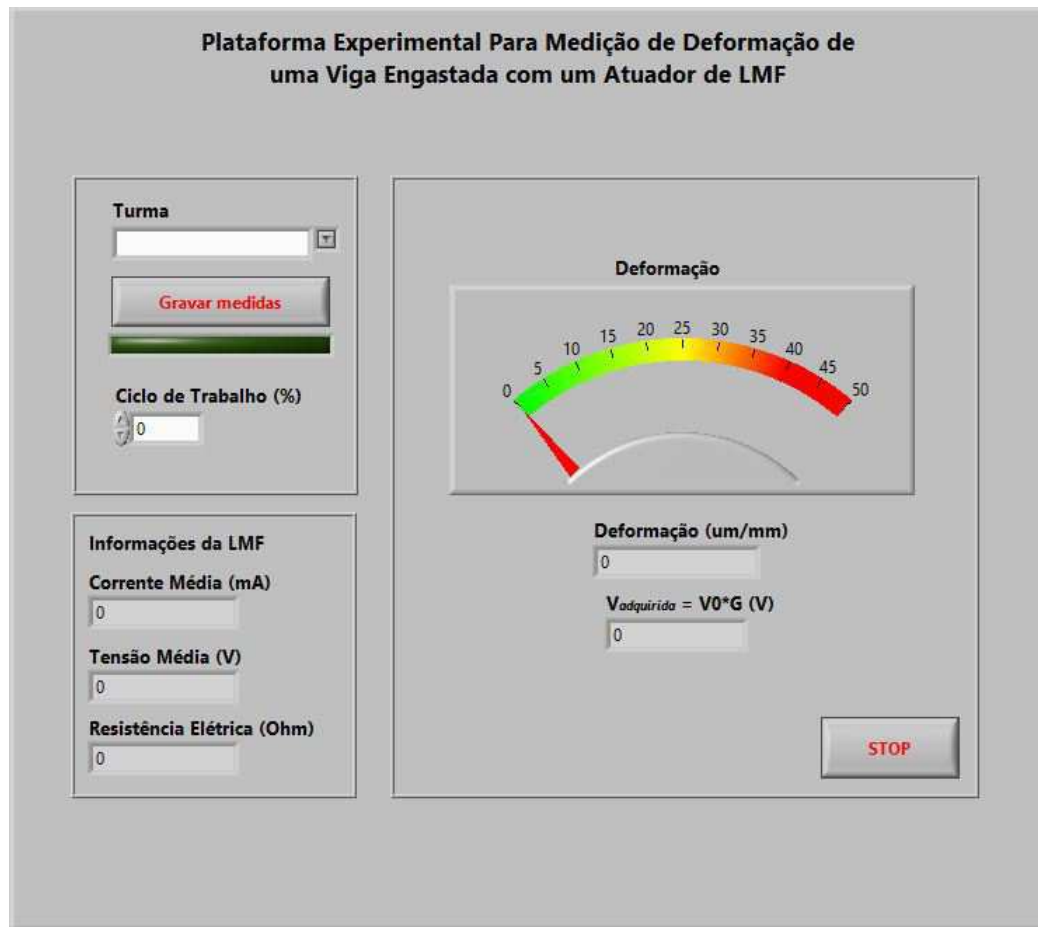 Plataforma Experimental Para Medição de Deformação de
uma Viga Engastada com um Atuador de LMF
Turma
Gravar medidas
Ciclo de Trabalho (%)
0
Informações da LMF
Corrente Média (mA)
0
Tensão Média (V)
0
Resistência Elétrica (Ohm)
0
Deformação
0 5 10 15 20 25 30 35 40 45 50
Deformação (um/mm)
0
Vadquirida = V0*G (V)
0
STOP